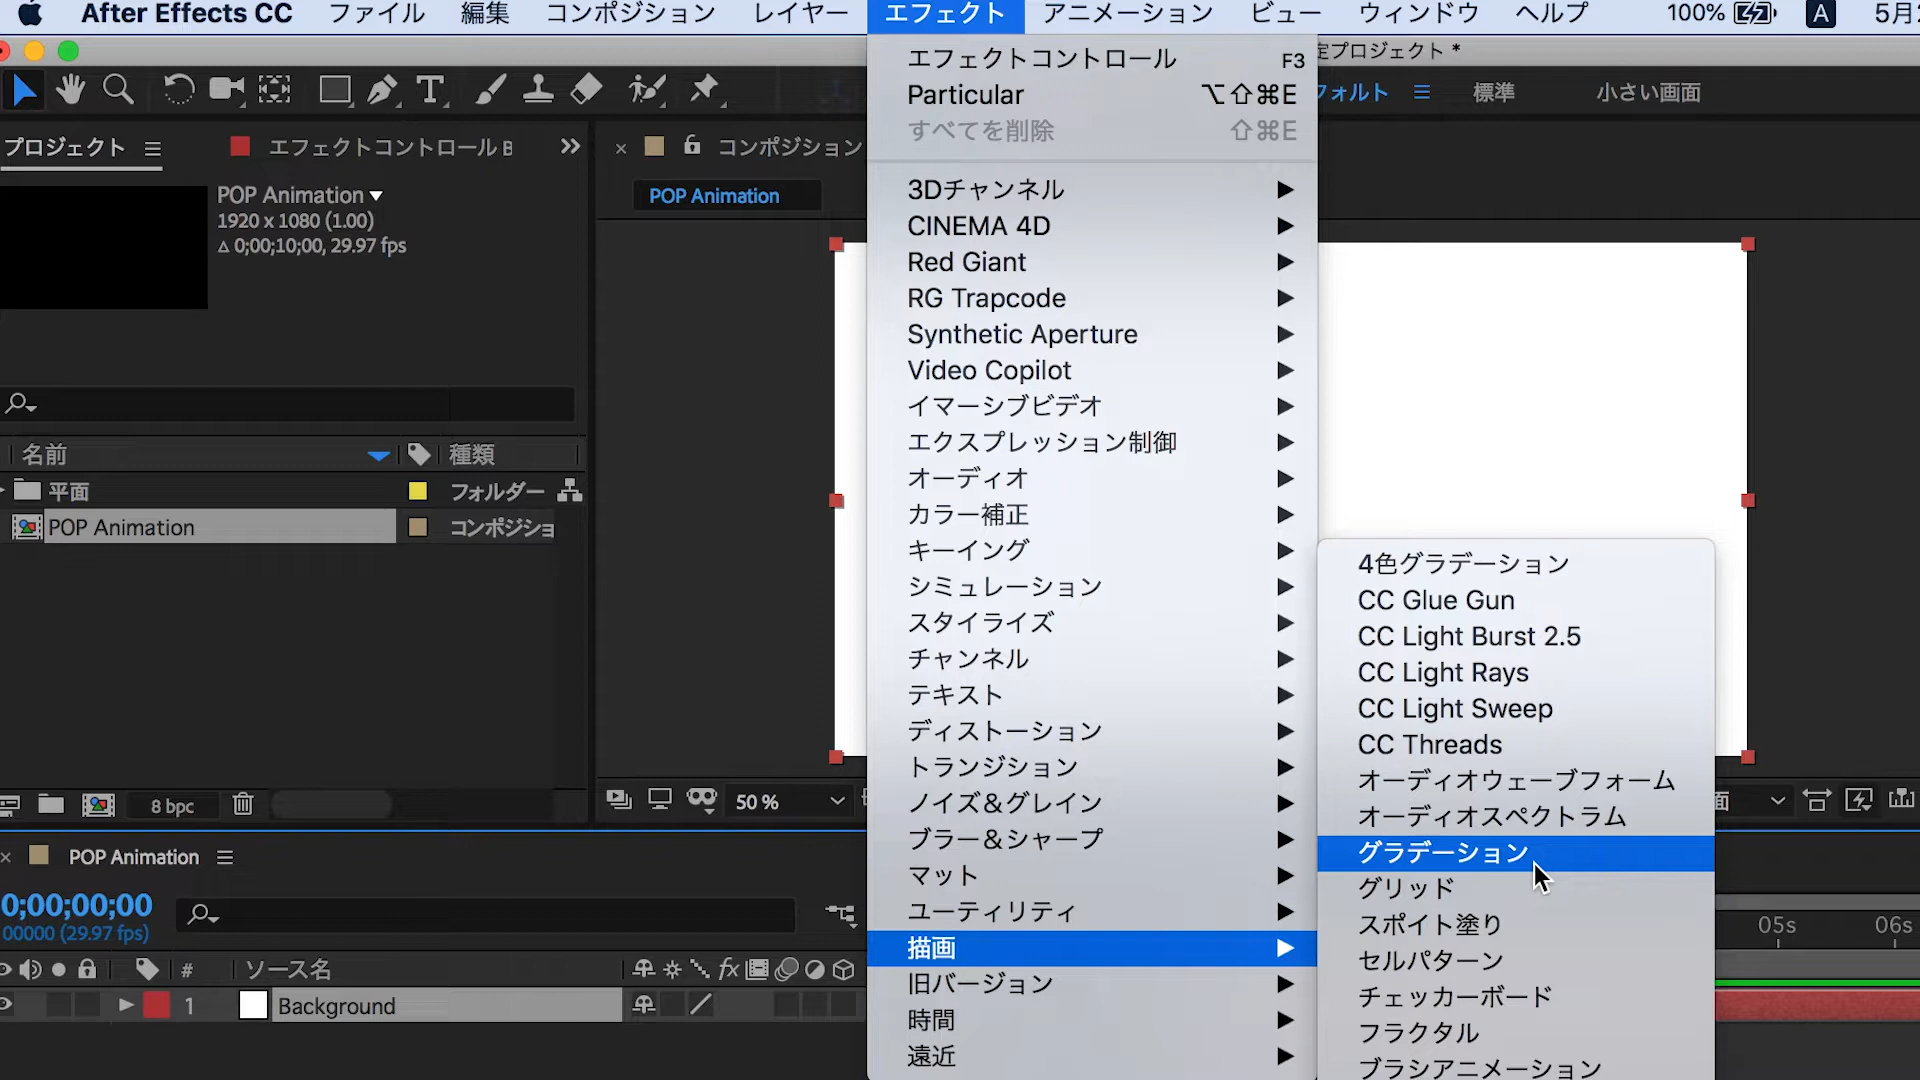 After Effects CC ファイル 編集 コンポジション レイヤー エフェクト アニメーション ビュー ウィンドウ ヘルプ 100% A 5月
定プロジェクト *
フォルト 標準 小さい画面
プロジェクト エフェクトコントロール B
POP Animation
1920 x 1080 (1.00)
Δ 0;00;10;00, 29.97 fps
名前 種類
平面 フォルダー
POP Animation コンポジショ
8 bpc
コンポジション
POP Animation
50 %
エフェクトコントロール F3
Particular ⌥⇧⌘E
すべてを削除 ⇧⌘E
3Dチャンネル
CINEMA 4D
Red Giant
RG Trapcode
Synthetic Aperture
Video Copilot
イマーシブビデオ
エクスプレッション制御
オーディオ
カラー補正
キーイング
シミュレーション
スタイライズ
チャンネル
テキスト
ディストーション
トランジション
ノイズ&グレイン
ブラー&シャープ
マット
ユーティリティ
描画
旧バージョン
時間
遠近
4色グラデーション
CC Glue Gun
CC Light Burst 2.5
CC Light Rays
CC Light Sweep
CC Threads
オーディオウェーブフォーム
オーディオスペクトラム
グラデーション
グリッド
スポイト塗り
セルパターン
チェッカーボード
フラクタル
ブラシアニメーション
面
POP Animation
0;00;00;00
00000 (29.97 fps)
05s 06s
# ソース名 fx
1 Background